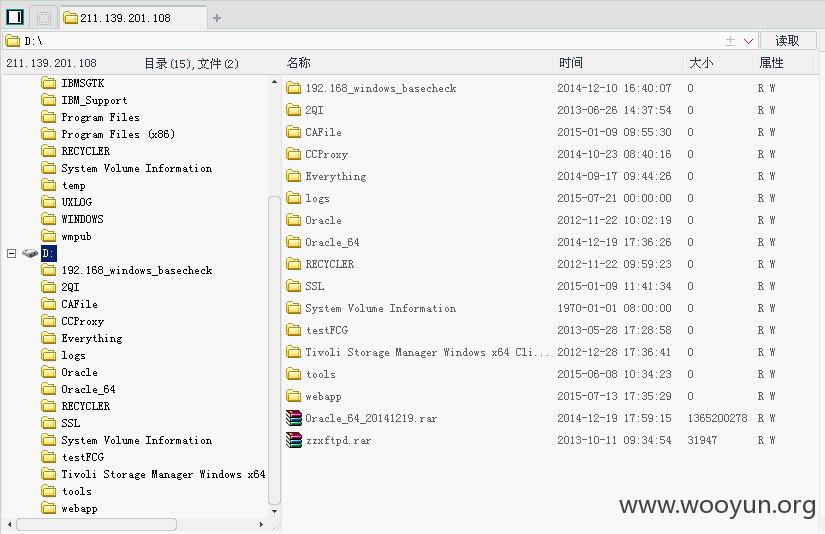 211.139.201.108
D:\
读取
211.139.201.108 目录(15),文件(2)
IBMSGTK
IBM_Support
Program Files
Program Files (x86)
RECYCLER
System Volume Information
temp
UXLOG
WINDOWS
wmpub
D:
192.168_windows_basecheck
2QI
CAFile
CCProxy
Everything
logs
Oracle
Oracle_64
RECYCLER
SSL
System Volume Information
testFCG
Tivoli Storage Manager Windows x64
tools
webapp
名称 时间 大小 属性
192.168_windows_basecheck 2014-12-10 16:40:07 0 R W
2QI 2013-06-26 14:37:54 0 R W
CAFile 2015-01-09 09:55:30 0 R W
CCProxy 2014-10-23 08:40:16 0 R W
Everything 2014-09-17 09:44:26 0 R W
logs 2015-07-21 00:00:00 0 R W
Oracle 2012-11-22 10:02:19 0 R W
Oracle_64 2014-12-19 17:36:26 0 R W
RECYCLER 2012-11-22 09:59:23 0 R W
SSL 2015-01-09 11:41:34 0 R W
System Volume Information 1970-01-01 08:00:00 0 R W
testFCG 2013-05-28 17:28:58 0 R W
Tivoli Storage Manager Windows x64 Cli... 2012-12-28 17:36:41 0 R W
tools 2015-06-08 10:34:23 0 R W
webapp 2015-07-13 17:35:29 0 R W
Oracle_64_20141219.rar 2014-12-19 17:59:15 1365200278 R W
zzxftpd.rar 2013-10-11 09:34:54 31947 R W
www.wooyun.org